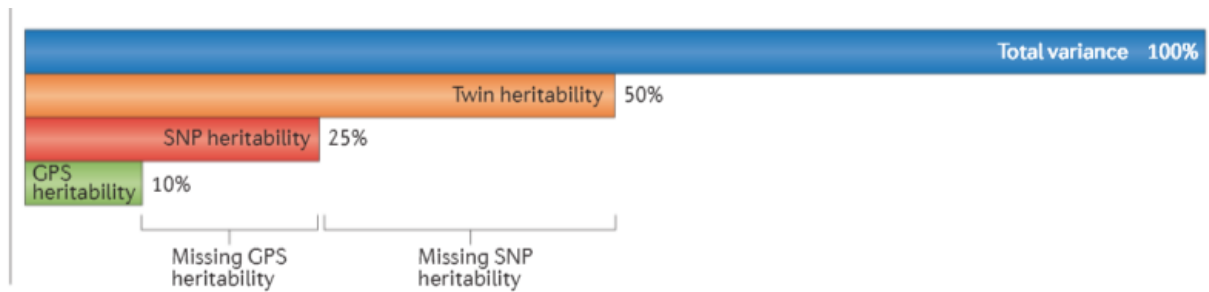 Total variance 100%
Twin heritability 50%
SNP heritability 25%
GPS
heritability 10%
Missing GPS
heritability
Missing SNP
heritability